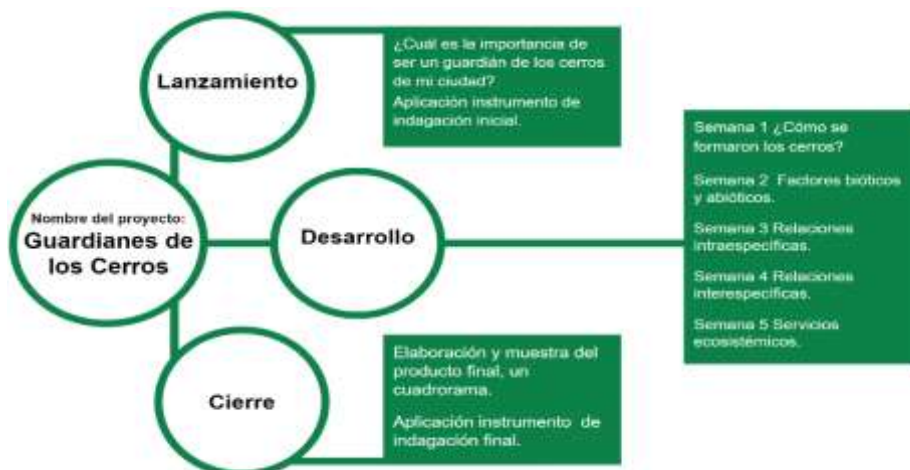 Lanzamiento
¿Cuál es la importancia de
ser un guardián de los cerros
de mi ciudad?
Aplicación instrumento de
indagación inicial.
Nombre del proyecto:
Guardianes de
los Cerros
Desarrollo
Semana 1 ¿Cómo se
formaron los cerros?
Semana 2 Factores bióticos
y abióticos.
Semana 3 Relaciones
intraespecíficas.
Semana 4 Relaciones
interespecíficas.
Semana 5 Servicios
ecosistémicos.
Cierre
Elaboración y muestra del
producto final, un
cuadrorama.
Aplicación instrumento de
indagación final.